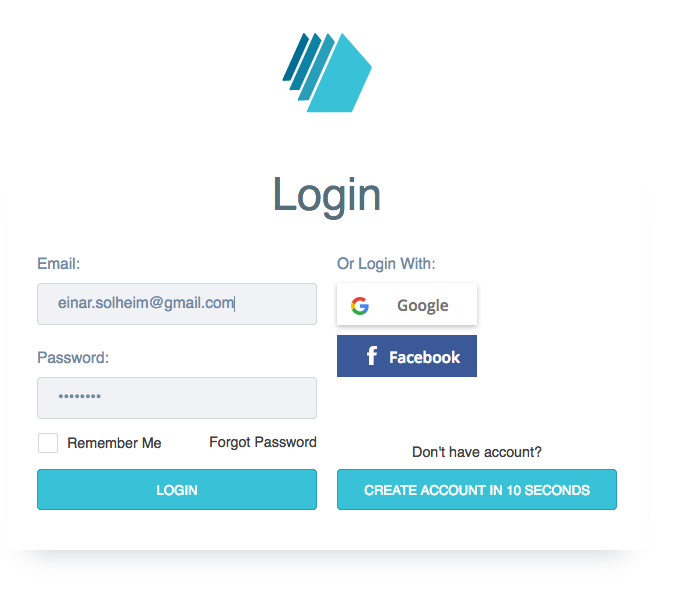 Login
Email:
einar.solheim@gmail.com
Password:
••••••••
Remember Me
Forgot Password
LOGIN
Or Login With:
Google
Facebook
Don't have account?
CREATE ACCOUNT IN 10 SECONDS